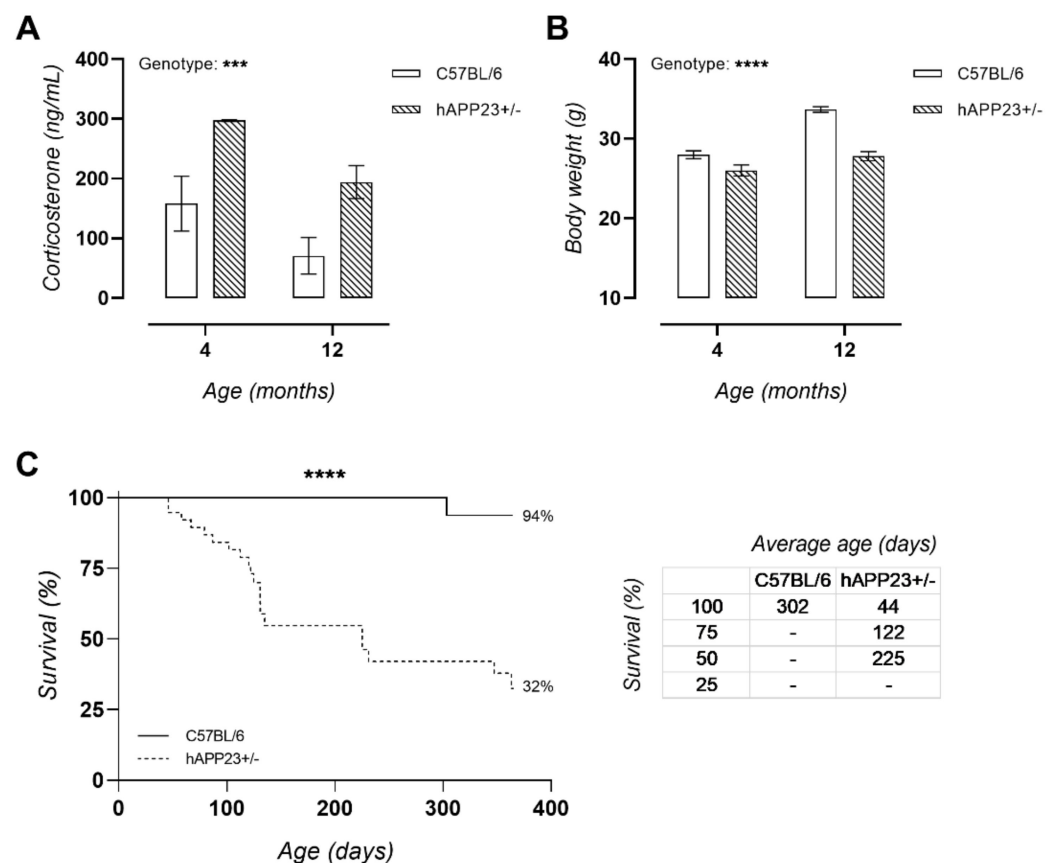 A
Corticosterone (ng/mL)
400
300
200
100
0
Genotype: ***
C57BL/6
hAPP23+/-
4
12
Age (months)
B
Body weight (g)
40
30
20
10
Genotype: ****
C57BL/6
hAPP23+/-
4
12
Age (months)
C
Survival (%)
100
75
50
25
0
****
94%
32%
C57BL/6
hAPP23+/-
0 100 200 300 400
Age (days)
Average age (days)
Survival (%)
C57BL/6 hAPP23+/-
100 302 44
75 - 122
50 - 225
25 - -